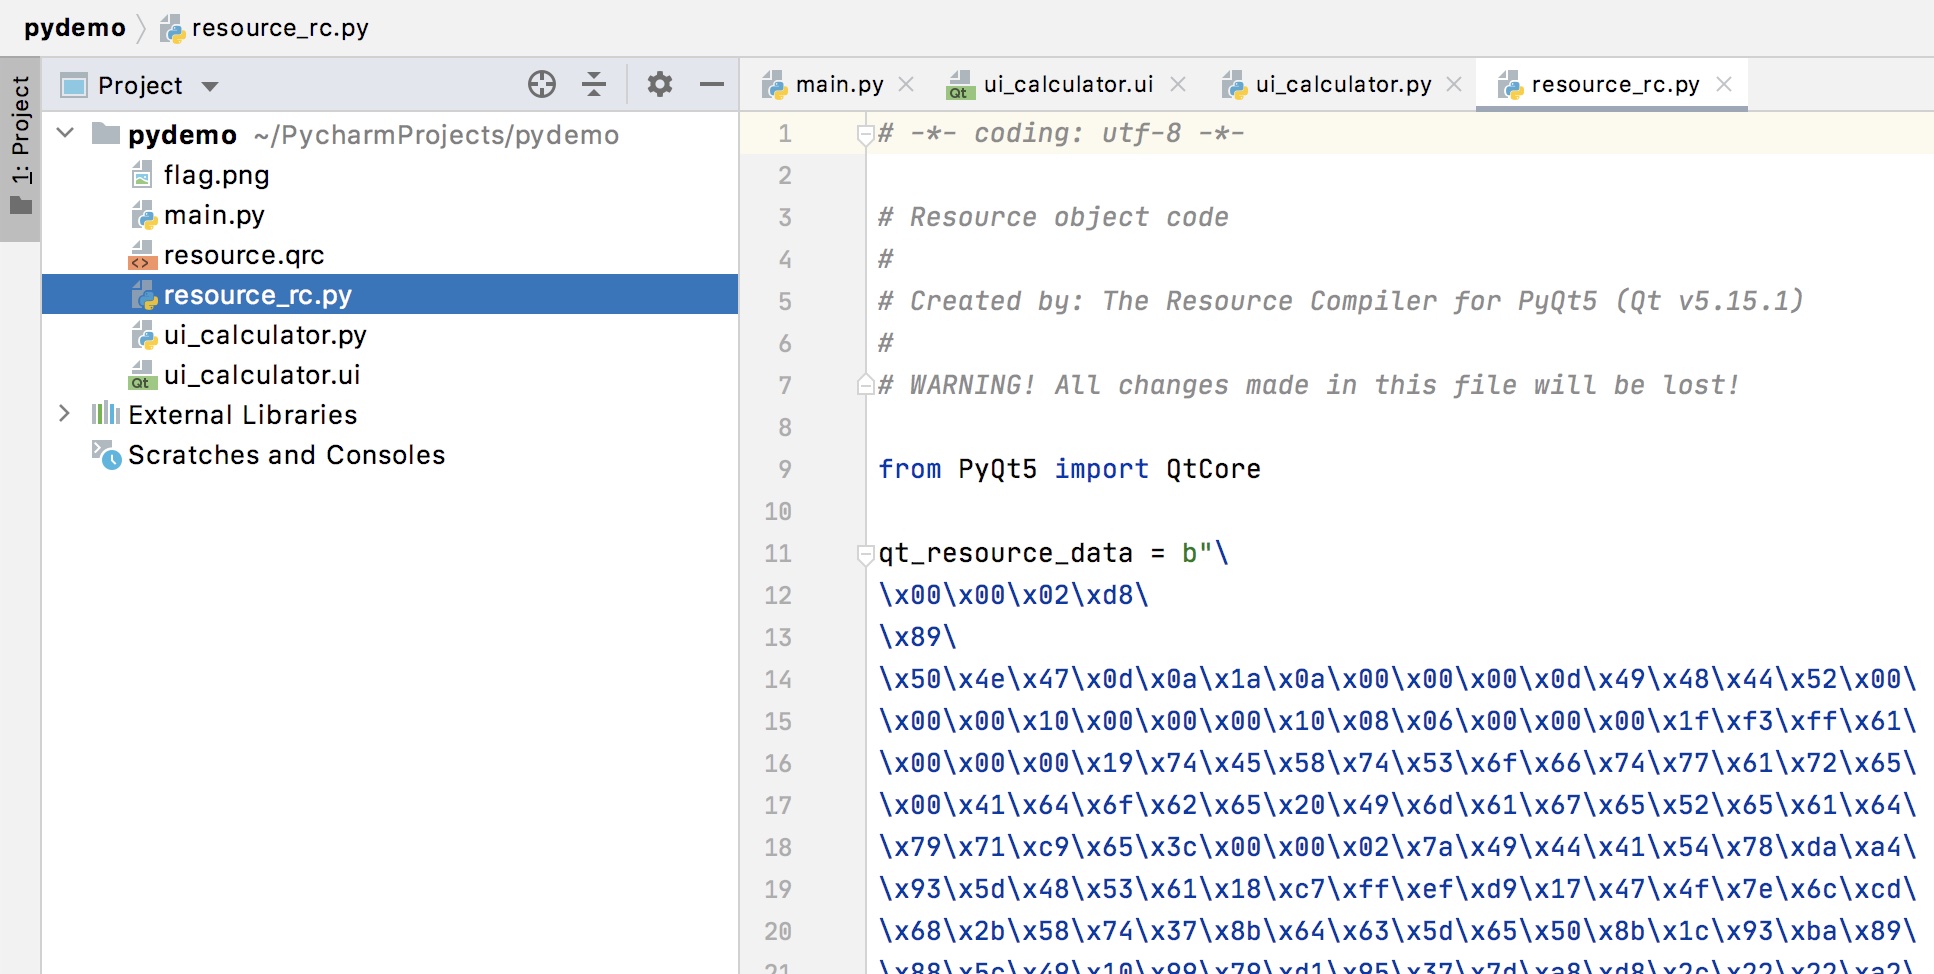 pydemo resource_rc.py
1: Project
Project
main.py ui_calculator.ui ui_calculator.py resource_rc.py
pydemo ~/PycharmProjects/pydemo
flag.png
main.py
<> resource.qrc
resource_rc.py
ui_calculator.py
Qt ui_calculator.ui
External Libraries
Scratches and Consoles
1 # -*- coding: utf-8 -*-
2
3 # Resource object code
4 #
5 # Created by: The Resource Compiler for PyQt5 (Qt v5.15.1)
6 #
7 # WARNING! All changes made in this file will be lost!
8
9 from PyQt5 import QtCore
10
11 qt_resource_data = b"\
12 \x00\x00\x02\xd8\
13 \x89\
14 \x50\x4e\x47\x0d\x0a\x1a\x0a\x00\x00\x00\x0d\x49\x48\x44\x52\x00\
15 \x00\x00\x10\x00\x00\x00\x10\x08\x06\x00\x00\x00\x1f\xf3\xff\x61\
16 \x00\x00\x00\x19\x74\x45\x58\x74\x53\x6f\x66\x74\x77\x61\x72\x65\
17 \x00\x41\x64\x6f\x62\x65\x20\x49\x6d\x61\x67\x65\x52\x65\x61\x64\
18 \x79\x71\xc9\x65\x3c\x00\x00\x02\x7a\x49\x44\x41\x54\x78\xda\xa4\
19 \x93\x5d\x48\x53\x61\x18\xc7\xff\xef\xd9\x17\x47\x4f\x7e\x6c\xcd\
20 \x68\x2b\x58\x74\x37\x8b\x64\x63\x5d\x65\x50\x8b\x1c\x93\xba\x89\
21